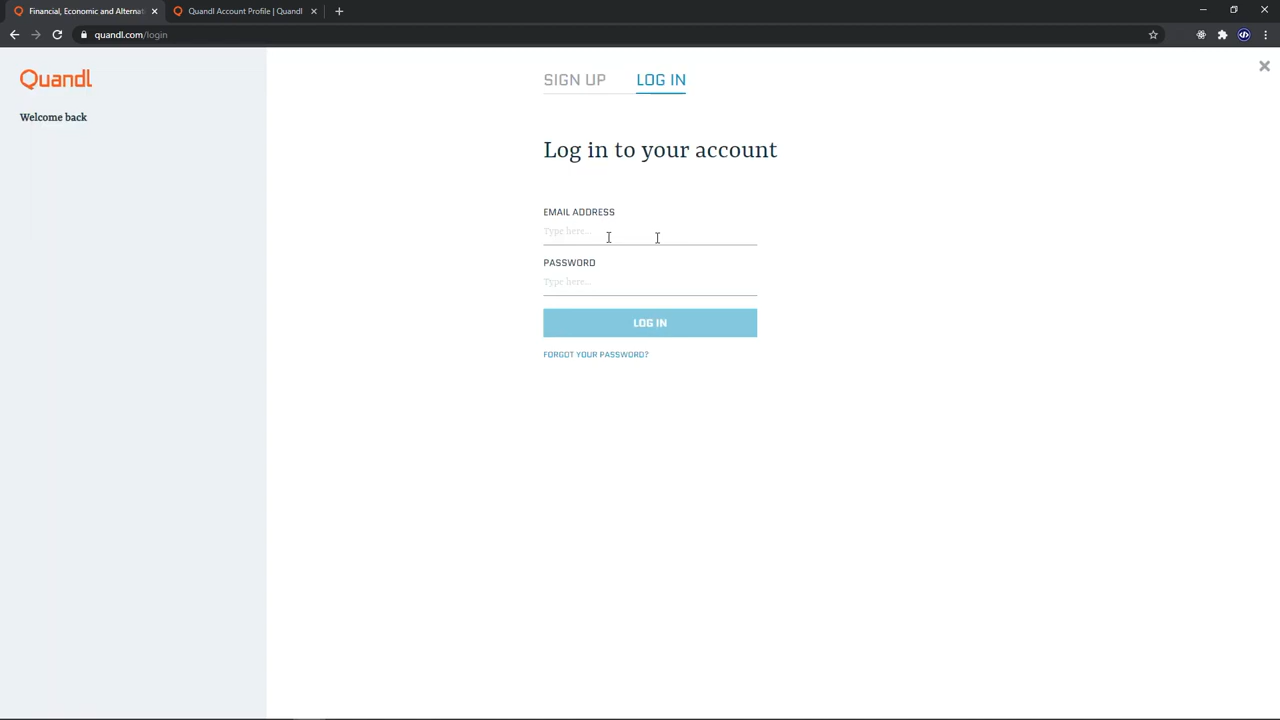 Financial, Economic and Alternat
Quandl Account Profile | Quandl
quandl.com/login
Quandl
Welcome back
SIGN UP
LOG IN
Log in to your account
EMAIL ADDRESS
Type here...
PASSWORD
Type here...
LOG IN
FORGOT YOUR PASSWORD?